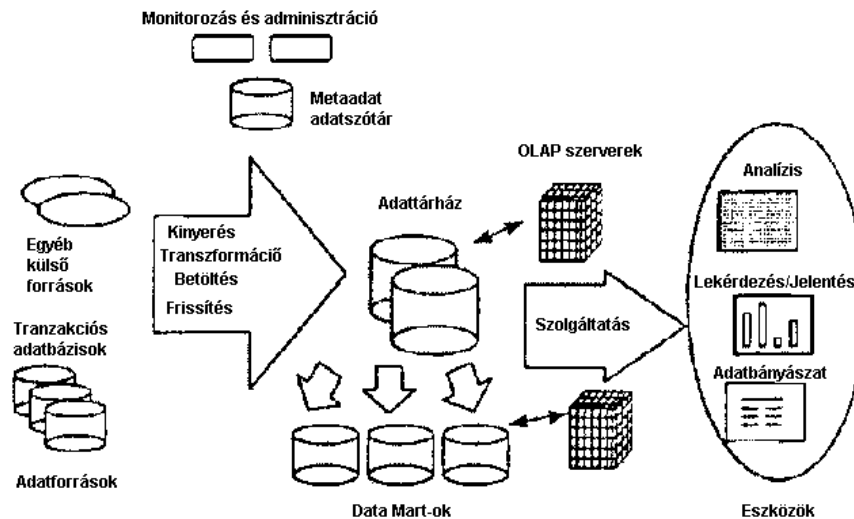 Monitorozás és adminisztráció
Metaadat
adatszótár
OLAP szerverek
Analízis
Adattárház
Egyéb
külső
források
Kinyerés
Transzformáció
Betöltés
Frissítés
Lekérdezés/Jelentés
Szolgáltatás
Tranzakciós
adatbázisok
Adatbányászat
Adatforrások
Data Mart-ok
Eszközök